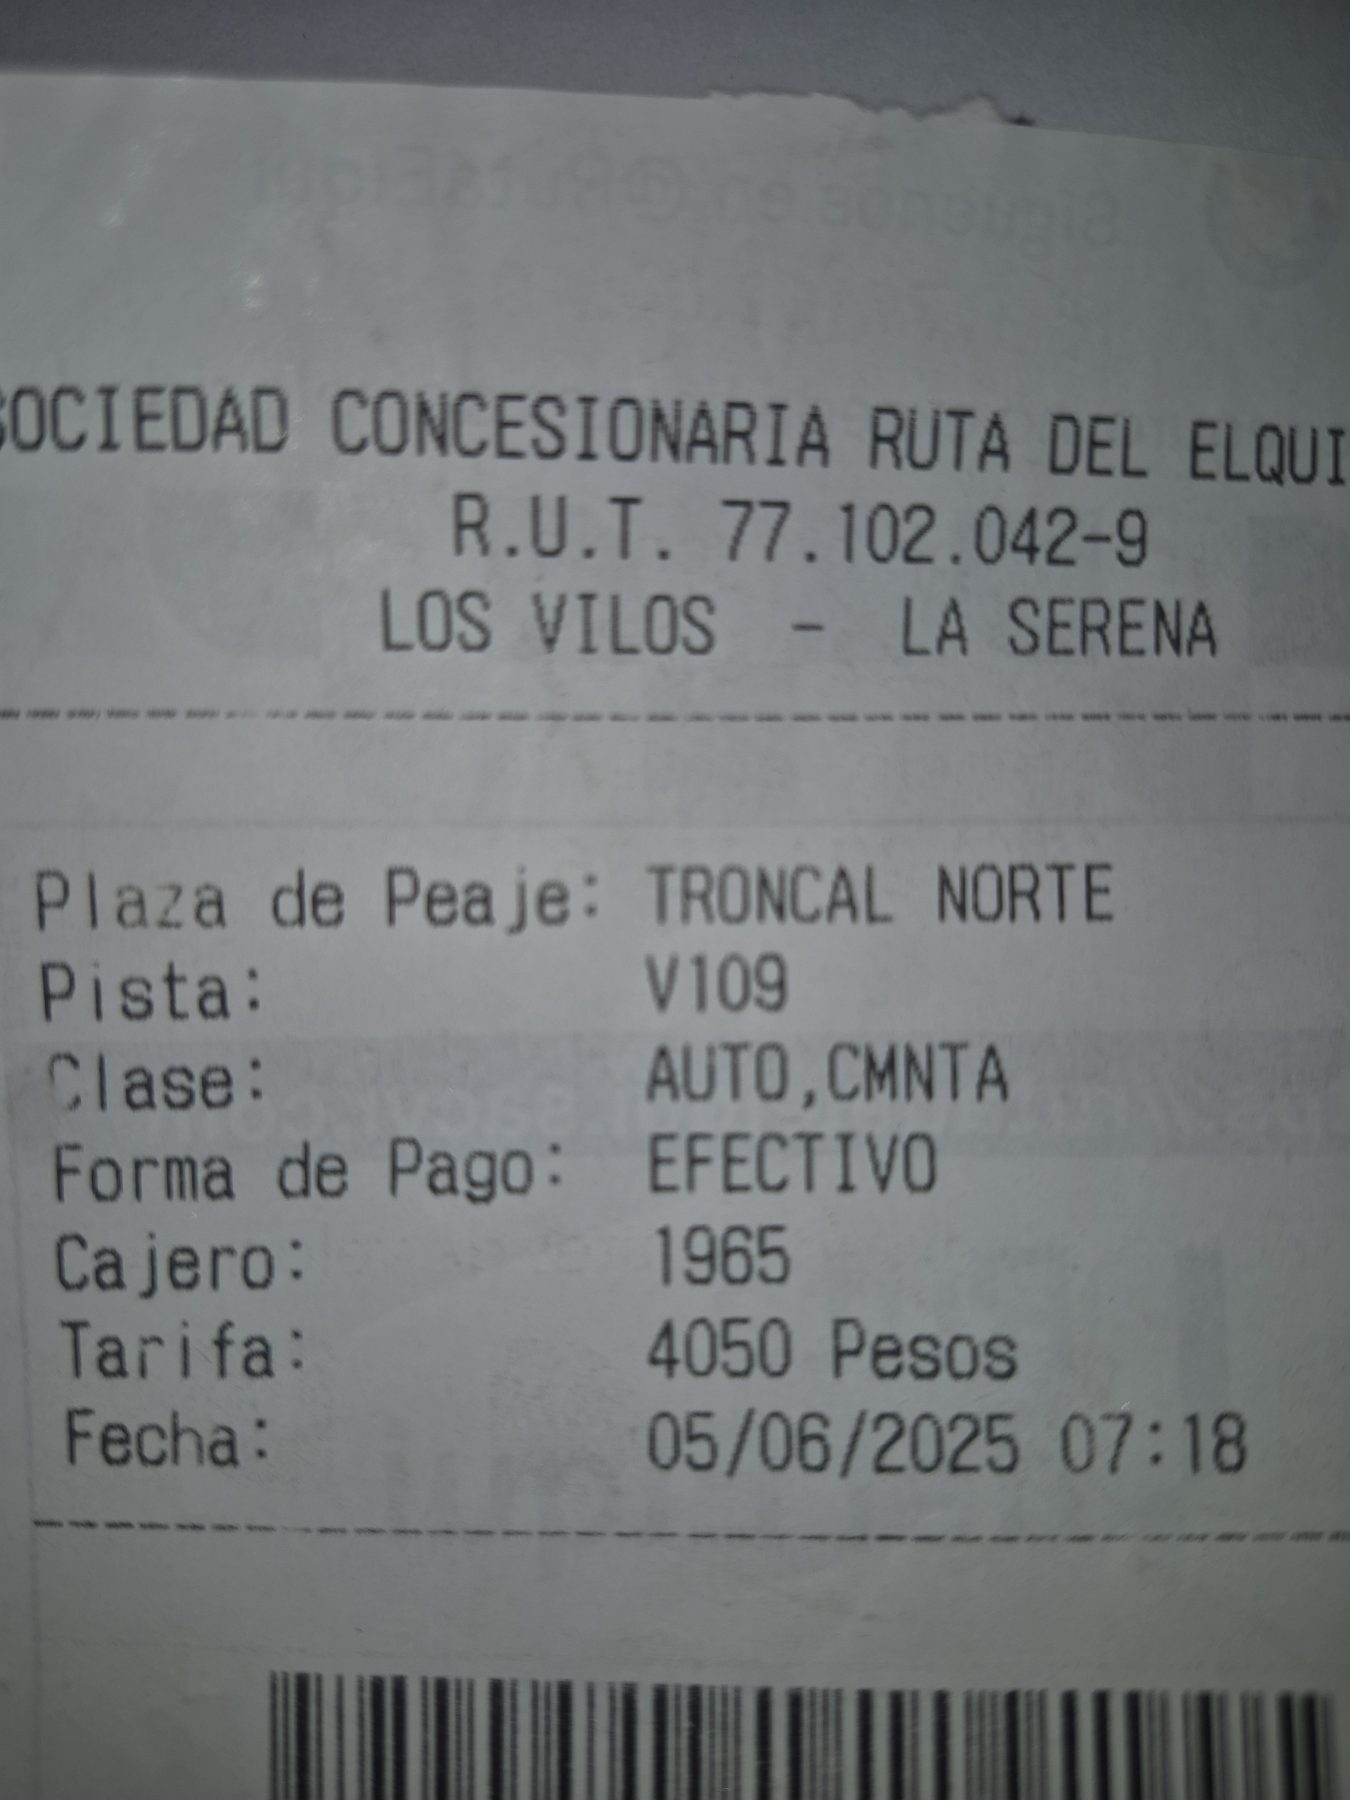 SOCIEDAD CONCESIONARIA RUTA DEL ELQUI
R.U.T. 77.102.042-9
LOS VILOS - LA SERENA
Plaza de Peaje: TRONCAL NORTE
Pista: V109
Clase: AUTO,CMNTA
Forma de Pago: EFECTIVO
Cajero: 1965
Tarifa: 4050 Pesos
Fecha: 05/06/2025 07:18